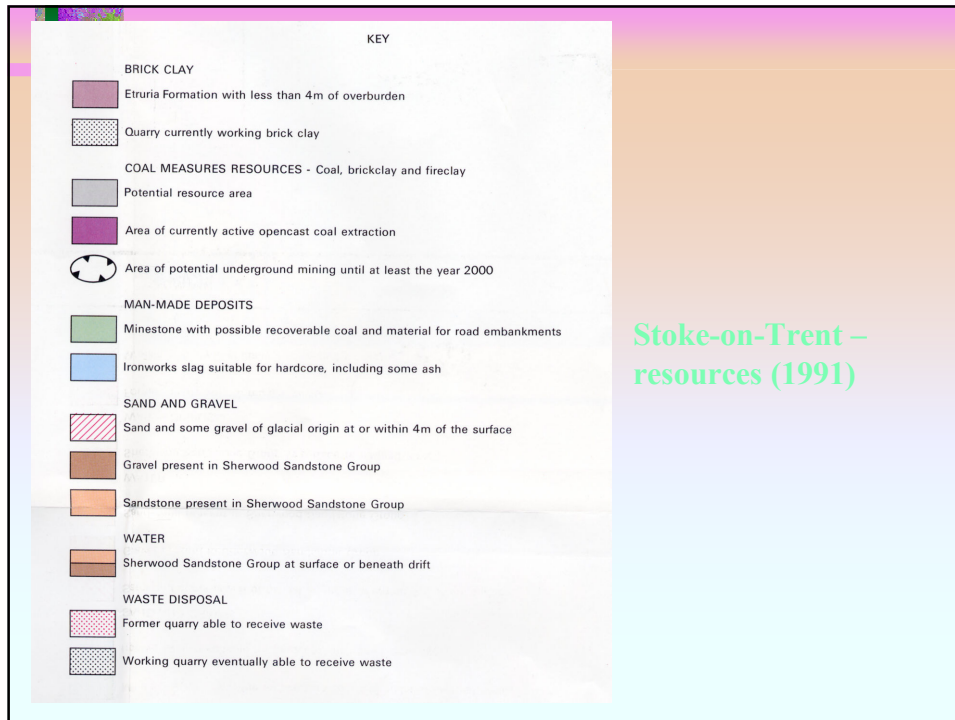 KEY
BRICK CLAY
Etruria Formation with less than 4m of overburden
Quarry currently working brick clay
COAL MEASURES RESOURCES - Coal, brickclay and fireclay
Potential resource area
Area of currently active opencast coal extraction
Area of potential underground mining until at least the year 2000
MAN-MADE DEPOSITS
Minestone with possible recoverable coal and material for road embankments
Ironworks slag suitable for hardcore, including some ash
SAND AND GRAVEL
Sand and some gravel of glacial origin at or within 4m of the surface
Gravel present in Sherwood Sandstone Group
Sandstone present in Sherwood Sandstone Group
WATER
Sherwood Sandstone Group at surface or beneath drift
WASTE DISPOSAL
Former quarry able to receive waste
Working quarry eventually able to receive waste
Stoke-on-Trent –
resources (1991)